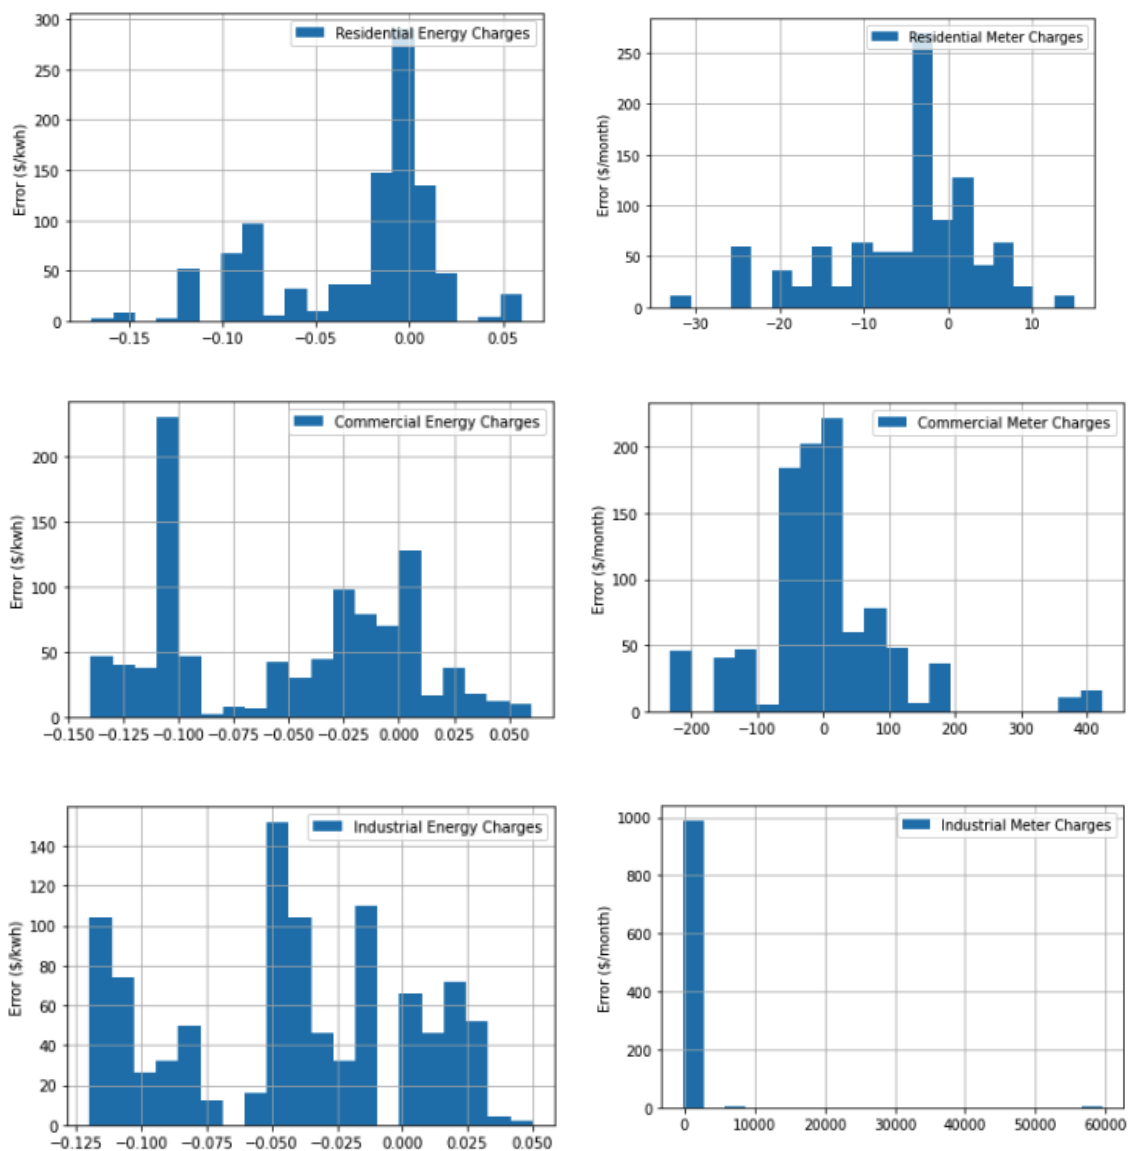 Residential Energy Charges
Error ($/kwh)
300
250
200
150
100
50
0
−0.15 −0.10 −0.05 0.00 0.05
Residential Meter Charges
Error ($/month)
250
200
150
100
50
0
−30 −20 −10 0 10
Commercial Energy Charges
Error ($/kwh)
200
150
100
50
0
−0.150 −0.125 −0.100 −0.075 −0.050 −0.025 0.000 0.025 0.050
Commercial Meter Charges
Error ($/month)
200
150
100
50
0
−200 −100 0 100 200 300 400
Industrial Energy Charges
Error ($/kwh)
140
120
100
80
60
40
20
0
−0.125 −0.100 −0.075 −0.050 −0.025 0.000 0.025 0.050
Industrial Meter Charges
Error ($/month)
1000
800
600
400
200
0
0 10000 20000 30000 40000 50000 60000